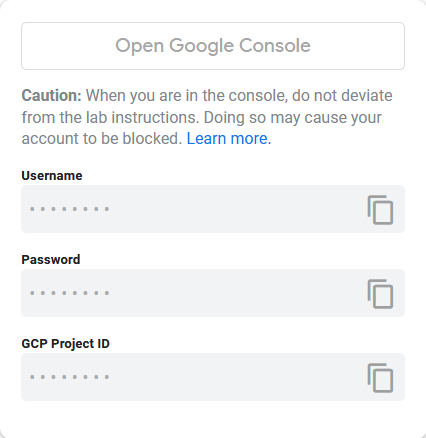 Open Google Console
Caution: When you are in the console, do not deviate
from the lab instructions. Doing so may cause your
account to be blocked. Learn more.
Username
• • • • • • • •
Password
• • • • • • • •
GCP Project ID
• • • • • • • •